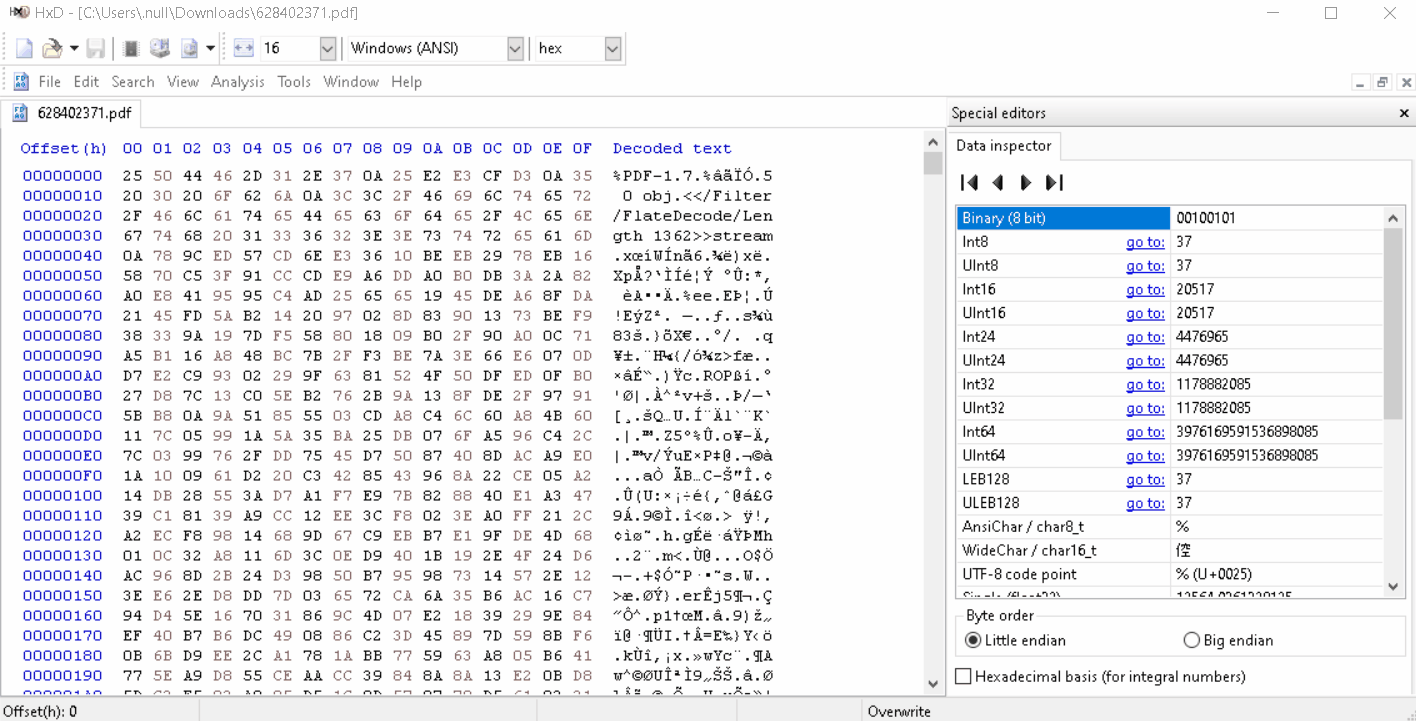 HxD - [C:\Users\.null\Downloads\628402371.pdf]
16 Windows (ANSI) hex
File Edit Search View Analysis Tools Window Help
628402371.pdf
Special editors
Data inspector
Offset(h) 00 01 02 03 04 05 06 07 08 09 0A 0B 0C 0D 0E 0F Decoded text
00000000 25 50 44 46 2D 31 2E 37 0A 25 E2 E3 CF D3 0A 35 %PDF-1.7.%âãÏÓ.5
00000010 20 30 20 6F 62 6A 0A 3C 3C 2F 46 69 6C 74 65 72 0 obj.<</Filter
00000020 2F 46 6C 61 74 65 44 65 63 6F 64 65 2F 4C 65 6E /FlateDecode/Len
00000030 67 74 68 20 31 33 36 32 3E 3E 73 74 72 65 61 6D gth 1362>>stream
00000040 0A 78 9C ED 57 CD 6E E3 36 10 BE EB 29 78 EB 16 .xœíWÍnã6.¾ë)xë.
00000050 58 70 C5 3F 91 CC CD E9 A6 DD A0 B0 DB 3A 2A 82 XpÅ?‘ÌÍé¦Ý °Û:*‚
00000060 A0 E8 41 95 95 C4 AD 25 65 65 19 45 DE A6 8F DA èA••Ä.%ee.EÞ¦.Ú
00000070 21 45 FD 5A B2 14 20 97 02 8D 83 90 13 73 BE F9 !EýZ². —..ƒ..s¾ù
00000080 38 33 9A 19 7D F5 58 80 18 09 B0 2F 90 A0 0C 71 83š.}õX€..°/. .q
00000090 A5 B1 16 A8 48 BC 7B 2F F3 BE 7A 3E 66 E6 07 0D ¥±.¨H¼{/ó¾z>fæ..
000000A0 D7 E2 C9 93 02 29 9F 63 81 52 4F 50 DF ED 0F B0 ×âÉ“.)Ÿc.ROPßí.°
000000B0 27 D8 7C 13 C0 5E B2 76 2B 9A 13 8F DE 2F 97 91 'Ø|.À^²v+š..Þ/—‘
000000C0 5B B8 0A 9A 51 85 55 03 CD A8 C4 6C 60 A8 4B 60 [¸.šQ…U.Í¨Äl`¨K`
000000D0 11 7C 05 99 1A 5A 35 BA 25 DB 07 6F A5 96 C4 2C .|.™.Z5º%Û.o¥–Ä,
000000E0 7C 03 99 76 2F DD 75 45 D7 50 87 40 8D AC A9 E0 |.™v/ÝuE×P‡@.¬©à
000000F0 1A 10 09 61 D2 20 C3 42 85 43 96 8A 22 CE 05 A2 ...aÒ ÃB…C–Š"Î.¢
00000100 14 DB 28 55 3A D7 A1 F7 E9 7B 82 88 40 E1 A3 47 .Û(U:×¡÷é{‚ˆ@á£G
00000110 39 C1 81 39 A9 CC 12 EE 3C F8 02 3E A0 FF 21 2C 9Á.9©Ì.î<ø.> ÿ!,
00000120 A2 EC F8 98 14 68 9D 67 C9 EB B7 E1 9F DE 4D 68 ¢ìø˜.h.gÉë·áŸÞMh
00000130 01 0C 32 A8 11 6D 3C 0E D9 40 1B 19 2E 4F 24 D6 ..2¨.m<.Ù@...O$Ö
00000140 AC 96 8D 2B 24 D3 98 50 B7 95 98 73 14 57 2E 12 ¬–.+$Ó˜P·•˜s.W..
00000150 3E E6 2E D8 DD 7D 03 65 72 CA 6A 35 B6 AC 16 C7 >æ.ØÝ}.erÊj5¶¬.Ç
00000160 94 D4 5E 16 70 31 86 9C 4D 07 E2 18 39 29 9E 84 ”Ô^.p1†œM.â.9)ž„
00000170 EF 40 B7 B6 DC 49 08 86 C2 3D 45 89 7D 59 8B F6 ï@·¶ÜI.†Â=E‰}Y‹ö
00000180 0B 6B D9 EE 2C A1 78 1A BB 77 59 63 A8 05 B6 41 .kÙî,¡x.»wYc¨.¶A
00000190 77 5E A9 D8 55 CE AA CC 39 84 8A 8A 13 E2 0B D8 w^©ØUÎªÌ9„ŠŠ.â.Ø
Binary (8 bit) 00100101
Int8 go to: 37
UInt8 go to: 37
Int16 go to: 20517
UInt16 go to: 20517
Int24 go to: 4476965
UInt24 go to: 4476965
Int32 go to: 1178882085
UInt32 go to: 1178882085
Int64 go to: 3976169591536898085
UInt64 go to: 3976169591536898085
LEB128 go to: 37
ULEB128 go to: 37
AnsiChar / char8_t %
WideChar / char16_t 倥
UTF-8 code point % (U+0025)
Byte order
Little endian Big endian
Hexadecimal basis (for integral numbers)
Offset(h): 0 Overwrite